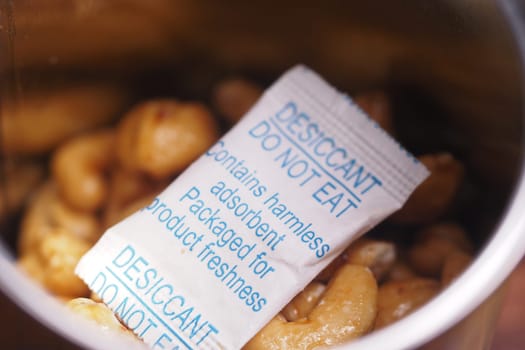 DESICCANT
DO NOT EAT
Contains harmless
adsorbent
Packaged for
product freshness
DESICCANT
DO NOT EAT